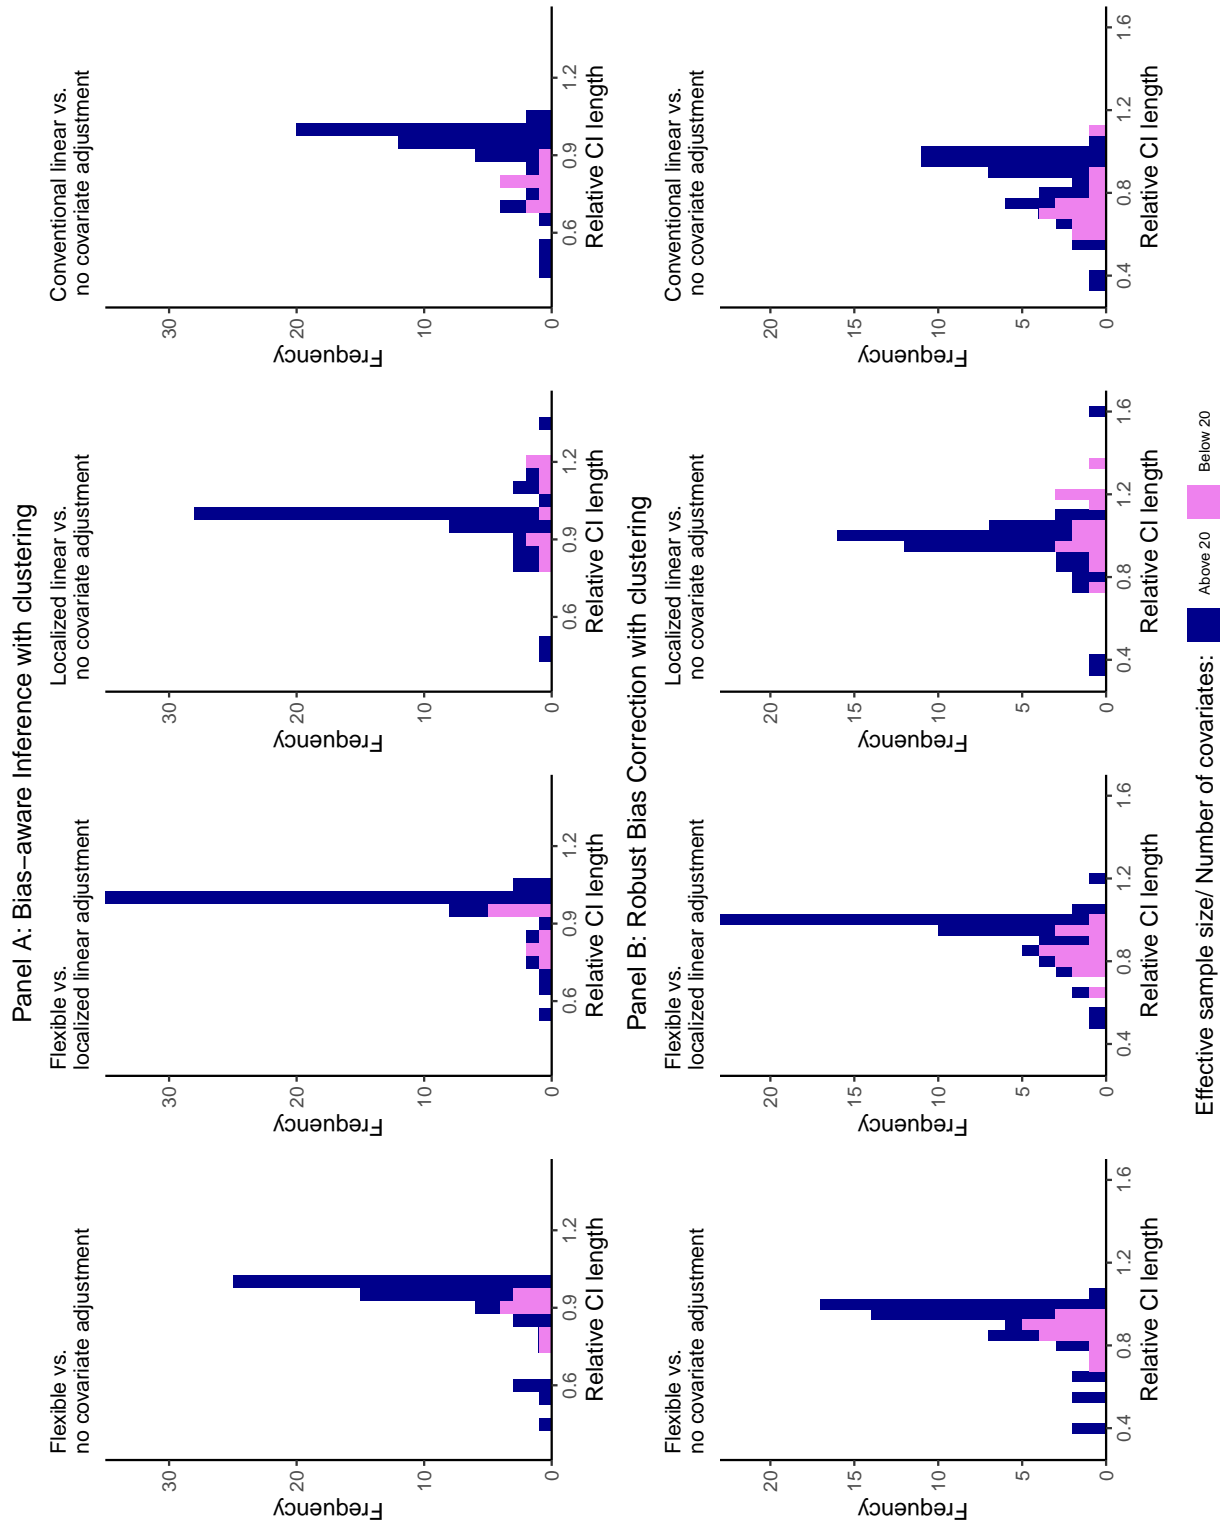 Panel A: Bias−aware Inference with clustering
Flexible vs.
no covariate adjustment
Frequency
0
10
20
30
0.6
0.9
1.2
Relative CI length
Flexible vs.
localized linear adjustment
Frequency
0
10
20
30
0.6
0.9
1.2
Relative CI length
Localized linear vs.
no covariate adjustment
Frequency
0
10
20
30
0.6
0.9
1.2
Relative CI length
Conventional linear vs.
no covariate adjustment
Frequency
0
10
20
30
0.6
0.9
1.2
Relative CI length
Panel B: Robust Bias Correction with clustering
Flexible vs.
no covariate adjustment
Frequency
0
5
10
15
20
0.4
0.8
1.2
1.6
Relative CI length
Flexible vs.
localized linear adjustment
Frequency
0
5
10
15
20
0.4
0.8
1.2
1.6
Relative CI length
Localized linear vs.
no covariate adjustment
Frequency
0
5
10
15
20
0.4
0.8
1.2
1.6
Relative CI length
Conventional linear vs.
no covariate adjustment
Frequency
0
5
10
15
20
0.4
0.8
1.2
1.6
Relative CI length
Effective sample size/ Number of covariates: Above 20 Below 20